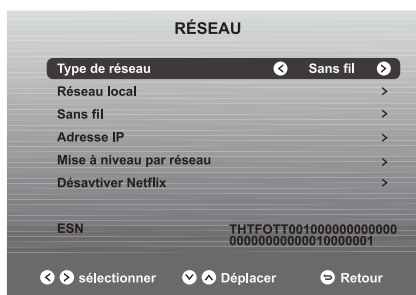 RÉSEAU
Type de réseau Sans fil
Réseau local
Sans fil
Adresse IP
Mise à niveau par réseau
Désavtiver Netflix
ESN THTFOTT001000000000000
00000000000010000001
sélectionner Déplacer Retour